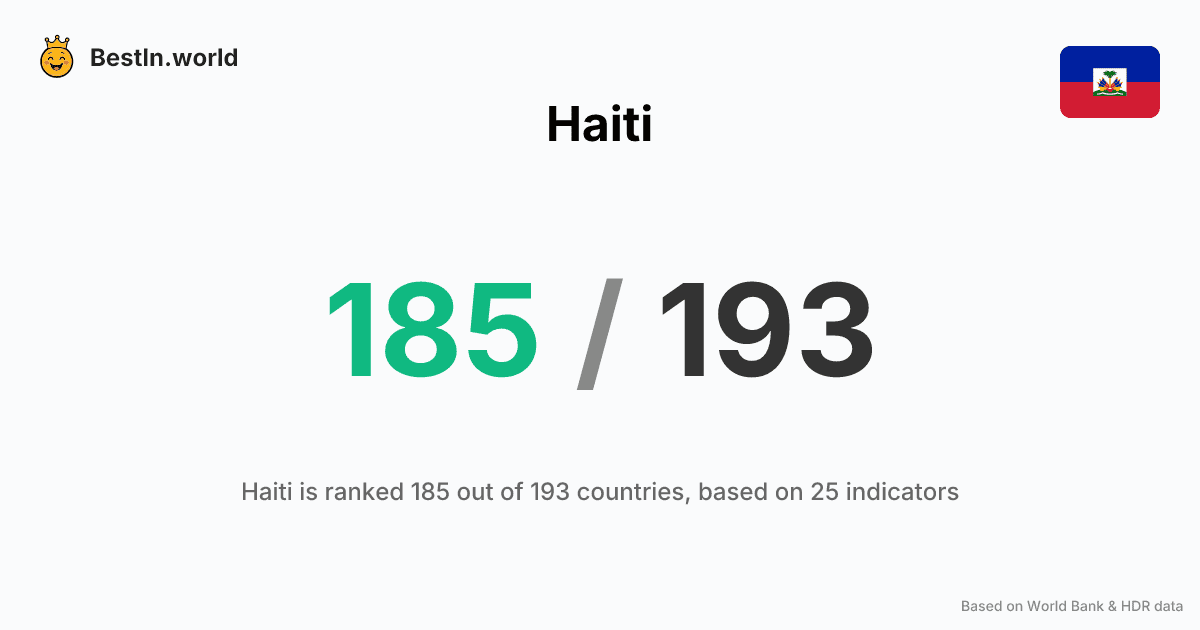 BestIn.world
Haiti
185 / 193
Haiti is ranked 185 out of 193 countries, based on 25 indicators
Based on World Bank & HDR data